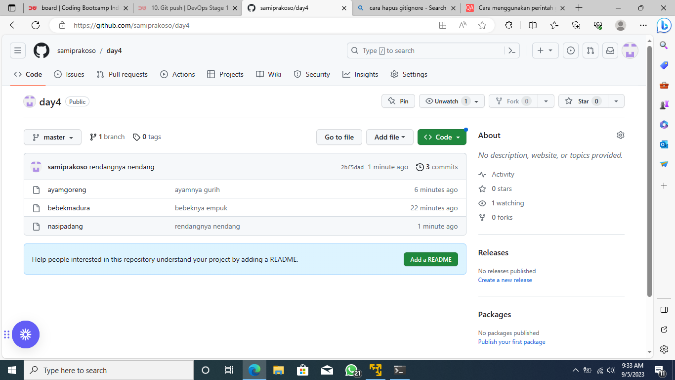 board | Coding Bootcamp Ind
10. Git push | DevOps Stage 1
samiprakoso/day4
cara hapus gitignore - Search
Cara menggunakan perintah
https://github.com/samiprakoso/day4
samiprakoso / day4
Type / to search
Code
Issues
Pull requests
Actions
Projects
Wiki
Security
Insights
Settings
day4 Public
Pin
Unwatch 1
Fork 0
Star 0
master
1 branch
0 tags
Go to file
Add file
Code
samiprakoso rendangnya nendang
1 minute ago
3 commits
ayamgoreng ayamnya gurih 6 minutes ago
bebekmadura bebeknya empuk 22 minutes ago
nasipadang rendangnya nendang 1 minute ago
Help people interested in this repository understand your project by adding a README.
Add a README
About
No description, website, or topics provided.
Activity
0 stars
1 watching
0 forks
Releases
No releases published
Create a new release
Packages
No packages published
Publish your first package
Type here to search
21
9:33 AM
9/5/2023